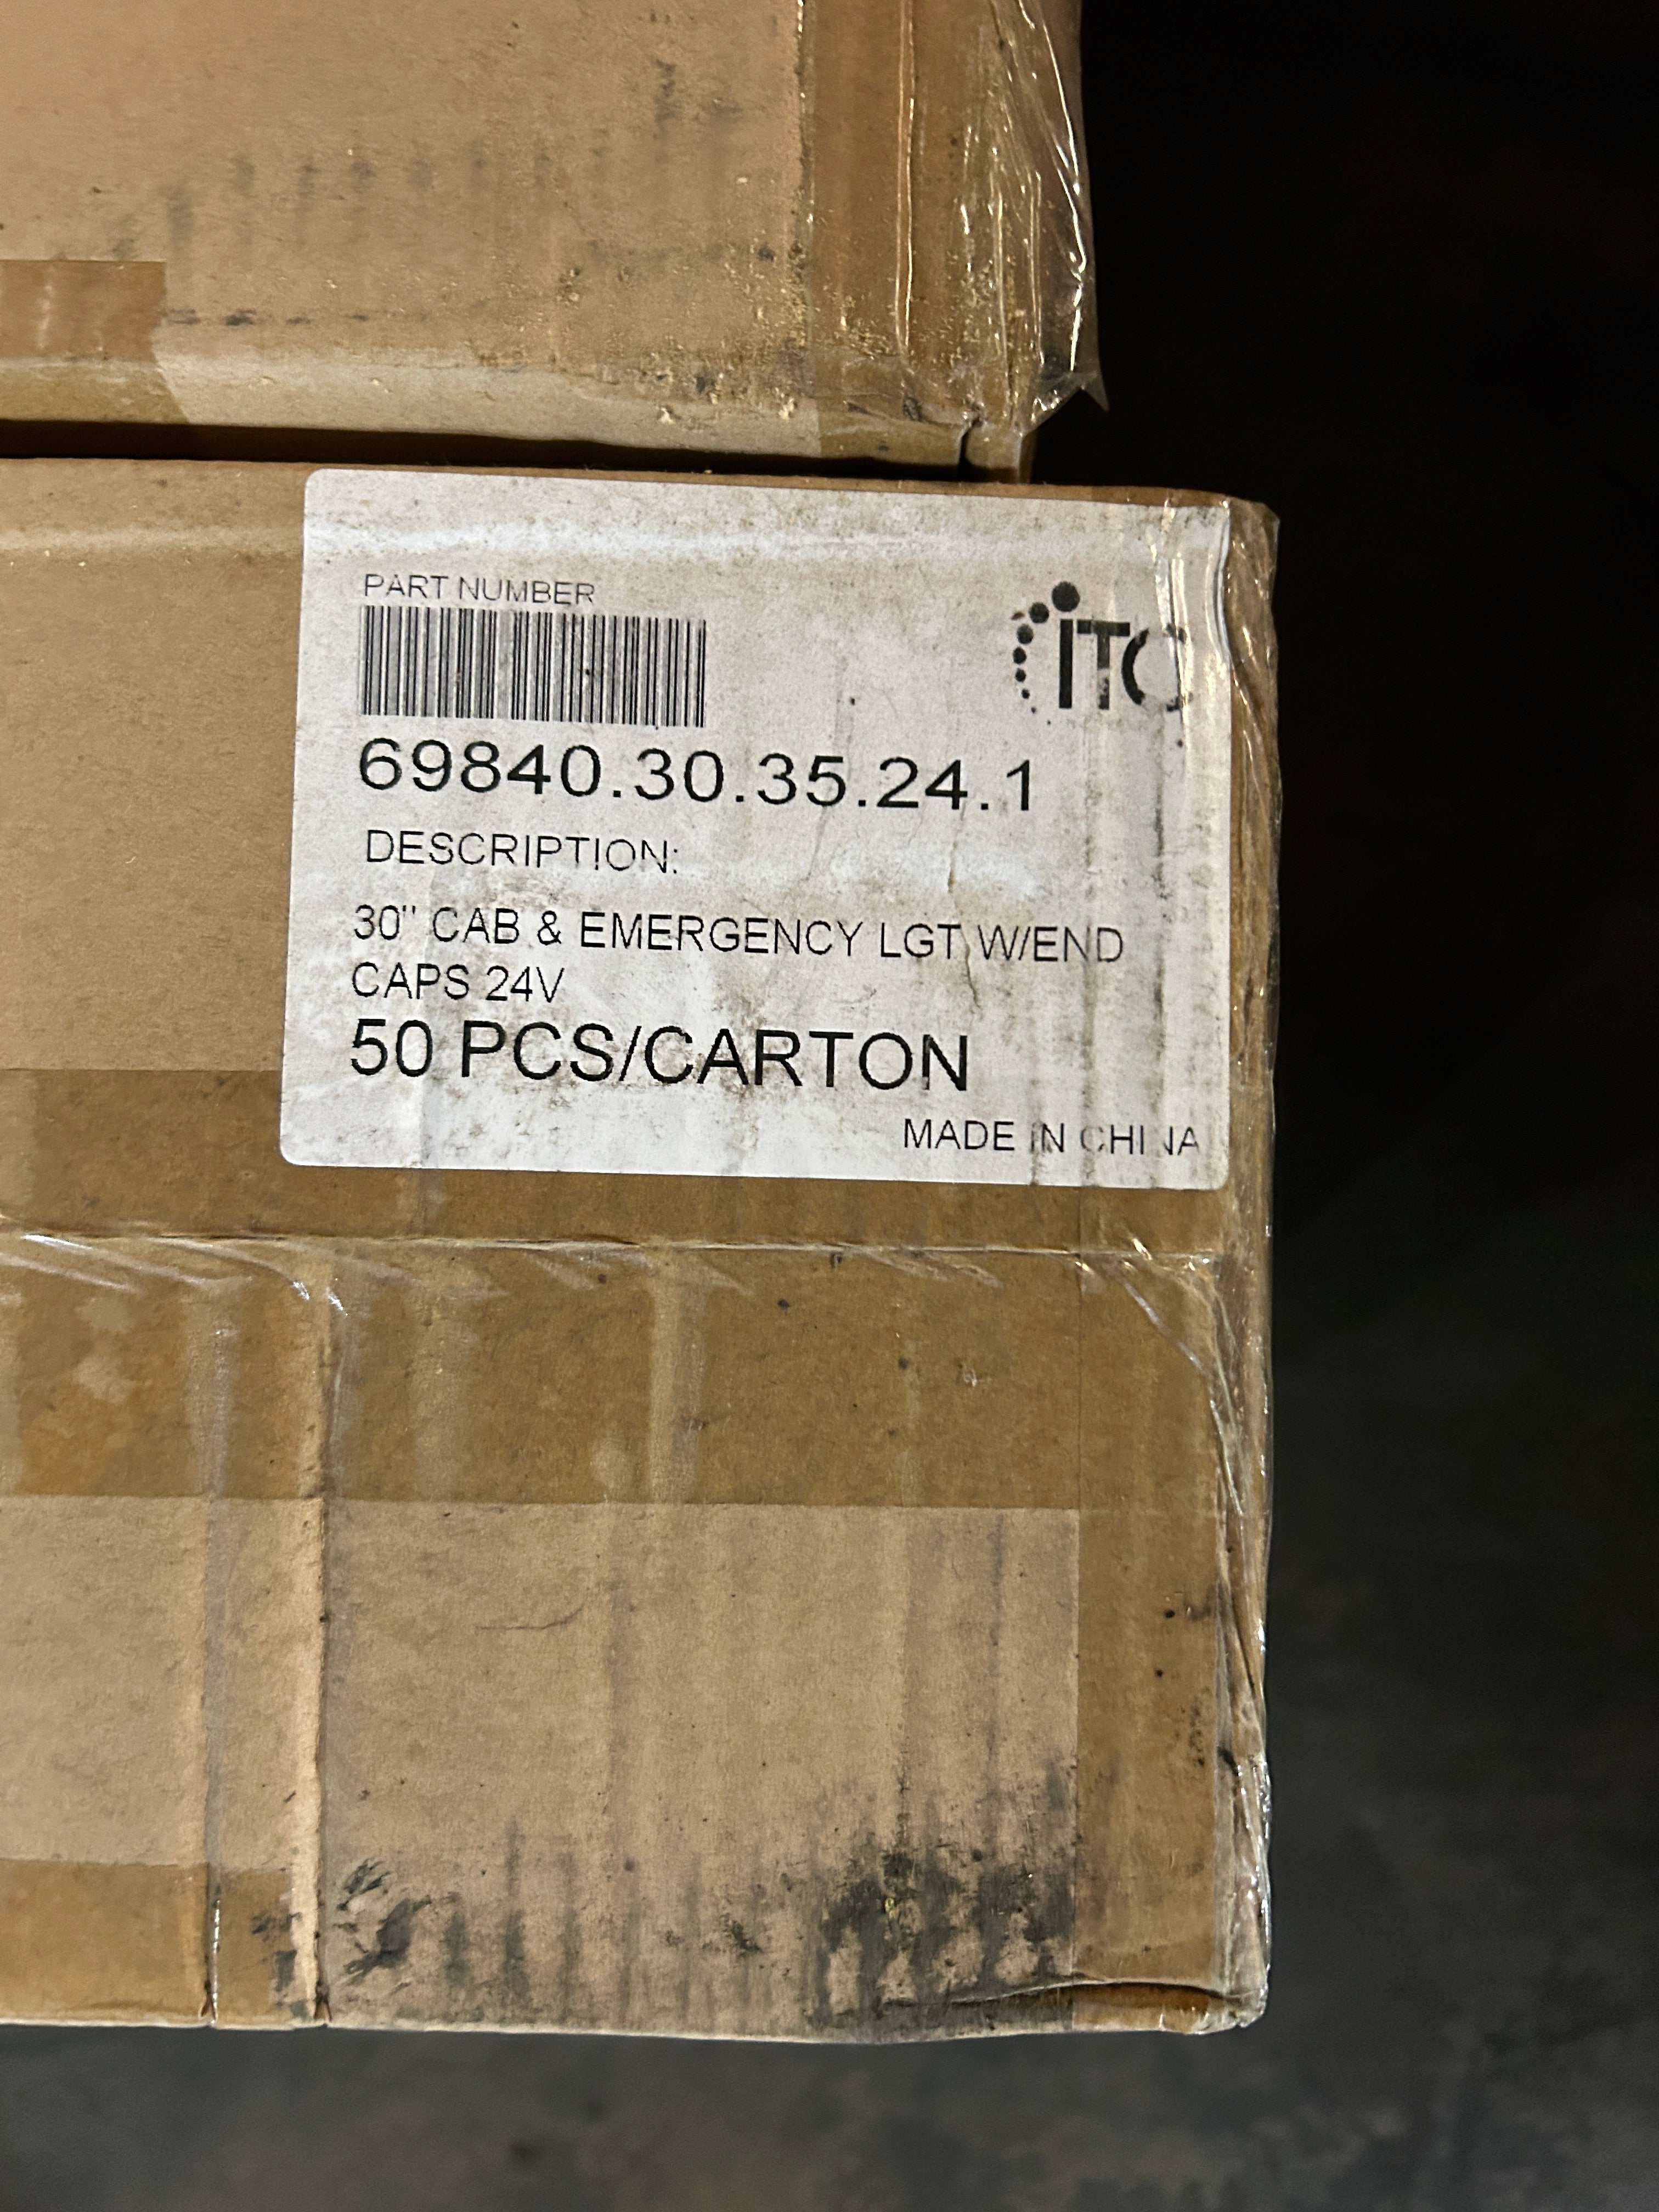 PART NUMBER
iTC
69840.30.35.24.1
DESCRIPTION:
30" CAB & EMERGENCY LGT W/END
CAPS 24V
50 PCS/CARTON
MADE IN CHINA